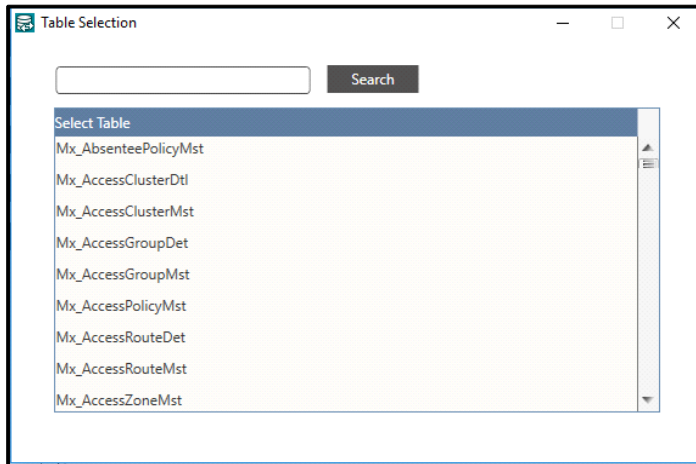 Table Selection
Search
Select Table
Mx_AbsenteePolicyMst
Mx_AccessClusterDtl
Mx_AccessClusterMst
Mx_AccessGroupDet
Mx_AccessGroupMst
Mx_AccessPolicyMst
Mx_AccessRouteDet
Mx_AccessRouteMst
Mx_AccessZoneMst